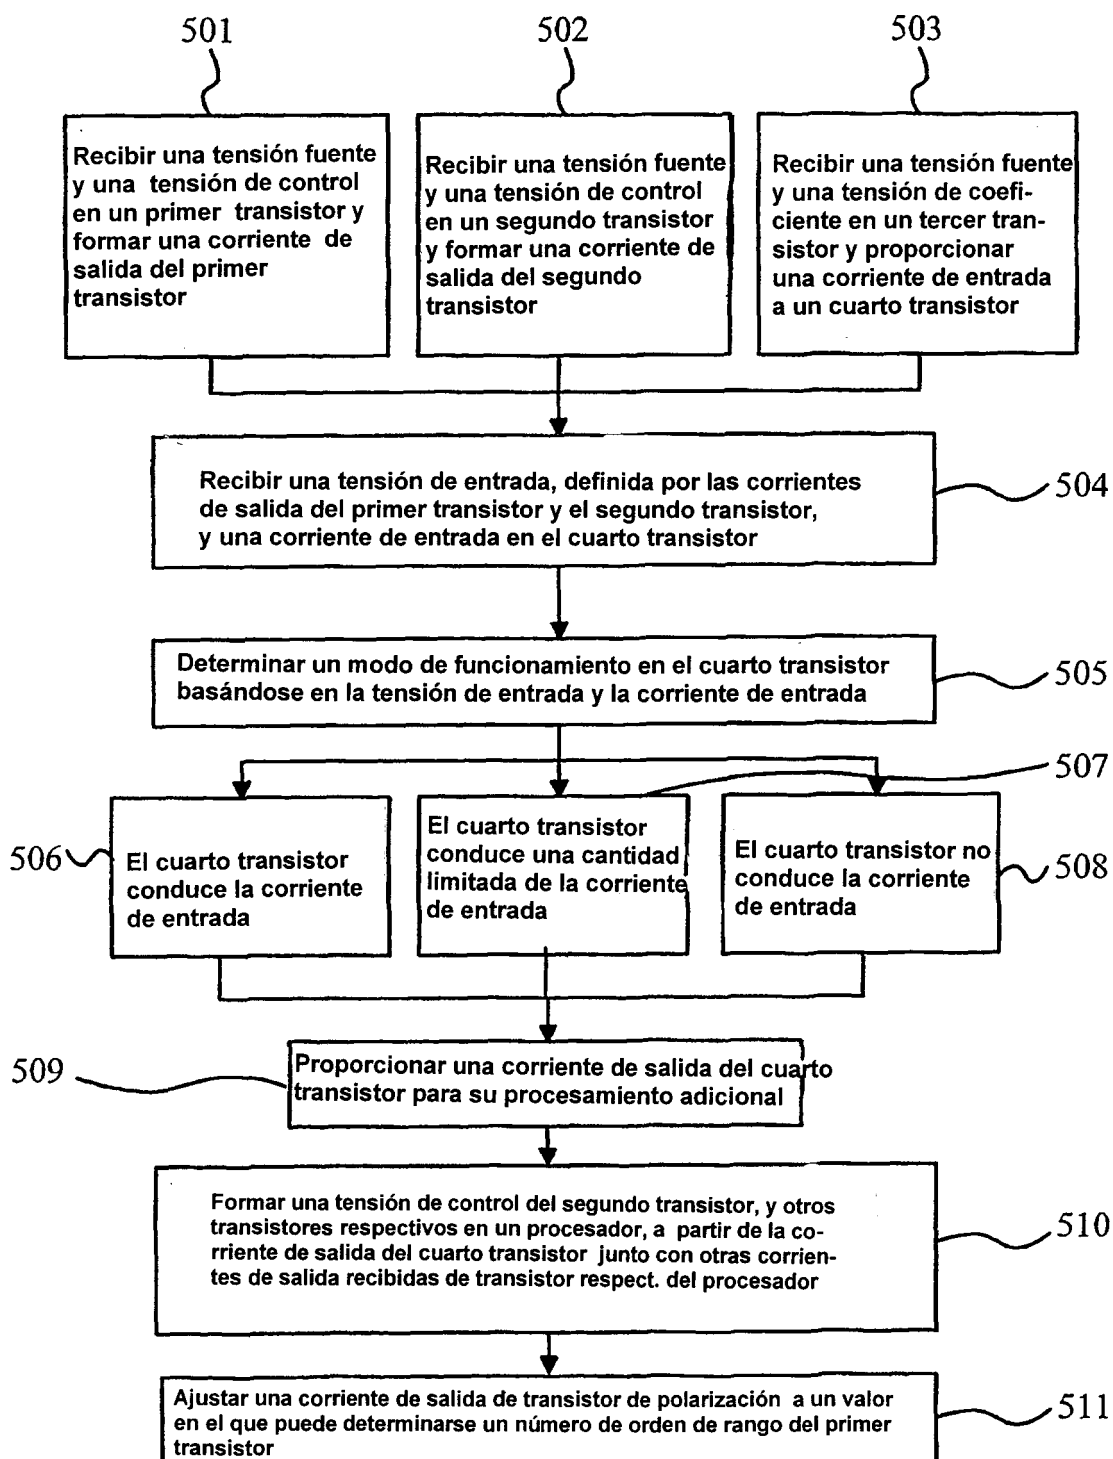 501
502
503
Recibir una tensión fuente
y una tensión de control
en un primer transistor y
formar una corriente de
salida del primer
transistor
Recibir una tensión fuente
y una tensión de control
en un segundo transistor
y formar una corriente de
salida del segundo
transistor
Recibir una tensión fuente
y una tensión de coefi-
ciente en un tercer tran-
sistor y proporcionar
una corriente de entrada
a un cuarto transistor
Recibir una tensión de entrada, definida por las corrientes
de salida del primer transistor y el segundo transistor,
y una corriente de entrada en el cuarto transistor
504
Determinar un modo de funcionamiento en el cuarto transistor
basándose en la tensión de entrada y la corriente de entrada
505
507
506
El cuarto transistor
conduce la corriente
de entrada
El cuarto transistor
conduce una cantidad
limitada de la corriente
de entrada
El cuarto transistor no
conduce la corriente
de entrada
508
509
Proporcionar una corriente de salida del cuarto
transistor para su procesamiento adicional
Formar una tensión de control del segundo transistor, y otros
transistores respectivos en un procesador, a partir de la co-
rriente de salida del cuarto transistor junto con otras corrien-
tes de salida recibidas de transistor respect. del procesador
510
Ajustar una corriente de salida de transistor de polarización a un valor
en el que puede determinarse un número de orden de rango del primer
transistor
511